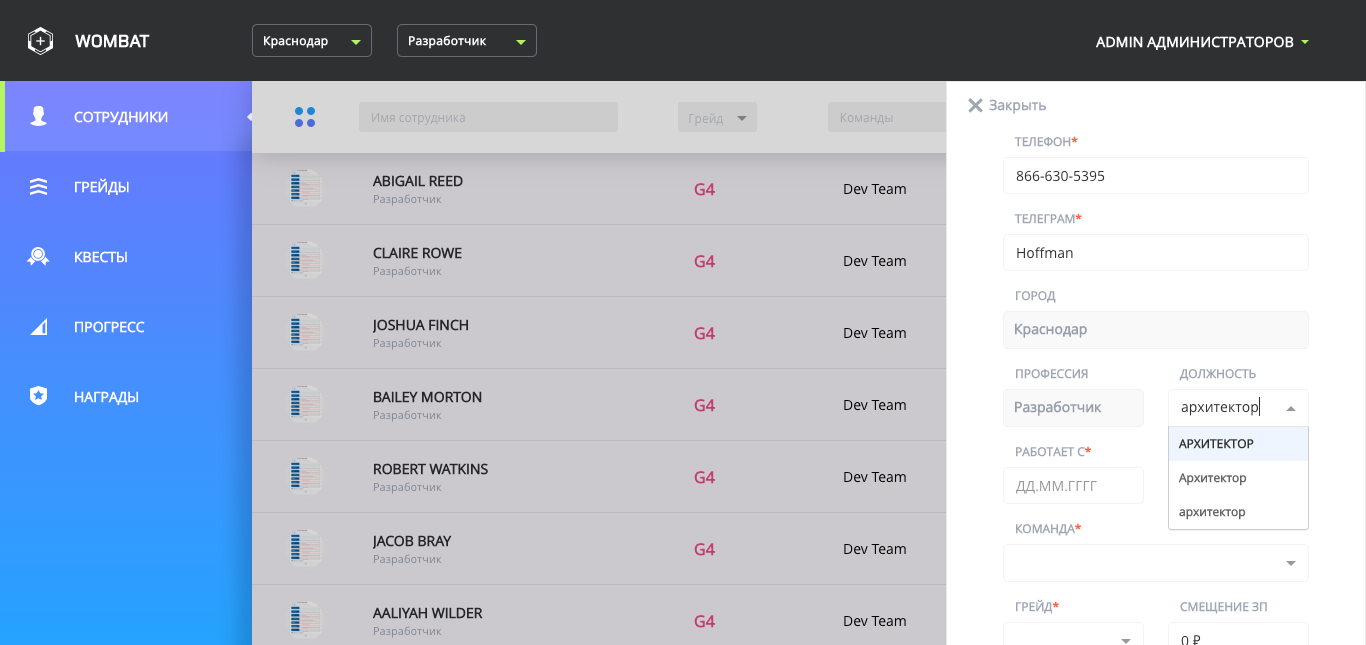 WOMBAT
Краснодар
Разработчик
ADMIN АДМИНИСТРАТОРОВ
СОТРУДНИКИ
ГРЕЙДЫ
КВЕСТЫ
ПРОГРЕСС
НАГРАДЫ
Имя сотрудника
Грейд
Команды
ABIGAIL REED
Разработчик
G4
Dev Team
CLAIRE ROWE
Разработчик
G4
Dev Team
JOSHUA FINCH
Разработчик
G4
Dev Team
BAILEY MORTON
Разработчик
G4
Dev Team
ROBERT WATKINS
Разработчик
G4
Dev Team
JACOB BRAY
Разработчик
G4
Dev Team
AALIYAH WILDER
Разработчик
G4
Dev Team
Закрыть
ТЕЛЕФОН*
866-630-5395
ТЕЛЕГРАМ*
Hoffman
ГОРОД
Краснодар
ПРОФЕССИЯ
Разработчик
ДОЛЖНОСТЬ
архитектор
АРХИТЕКТОР
Архитектор
архитектор
РАБОТАЕТ С*
ДД.ММ.ГГГГ
КОМАНДА*
ГРЕЙД*
СМЕЩЕНИЕ ЗП
0 ₽